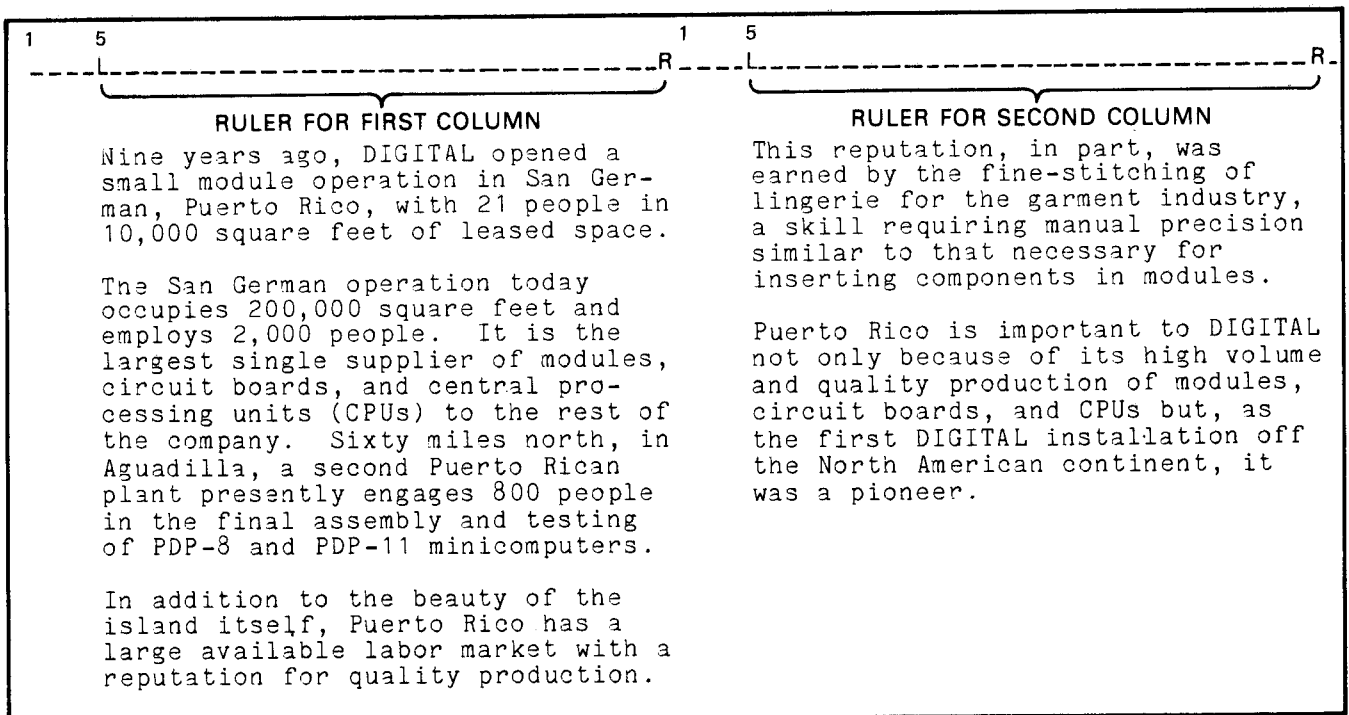 1 5 1 5
----L----------------------------------R----L----------------------------------R-
RULER FOR FIRST COLUMN
Nine years ago, DIGITAL opened a
small module operation in San Ger-
man, Puerto Rico, with 21 people in
10,000 square feet of leased space.
The San German operation today
occupies 200,000 square feet and
employs 2,000 people.  It is the
largest single supplier of modules,
circuit boards, and central pro-
cessing units (CPUs) to the rest of
the company.  Sixty miles north, in
Aguadilla, a second Puerto Rican
plant presently engages 800 people
in the final assembly and testing
of PDP-8 and PDP-11 minicomputers.
In addition to the beauty of the
island itself, Puerto Rico has a
large available labor market with a
reputation for quality production.
RULER FOR SECOND COLUMN
This reputation, in part, was
earned by the fine-stitching of
lingerie for the garment industry,
a skill requiring manual precision
similar to that necessary for
inserting components in modules.
Puerto Rico is important to DIGITAL
not only because of its high volume
and quality production of modules,
circuit boards, and CPUs but, as
the first DIGITAL installation off
the North American continent, it
was a pioneer.